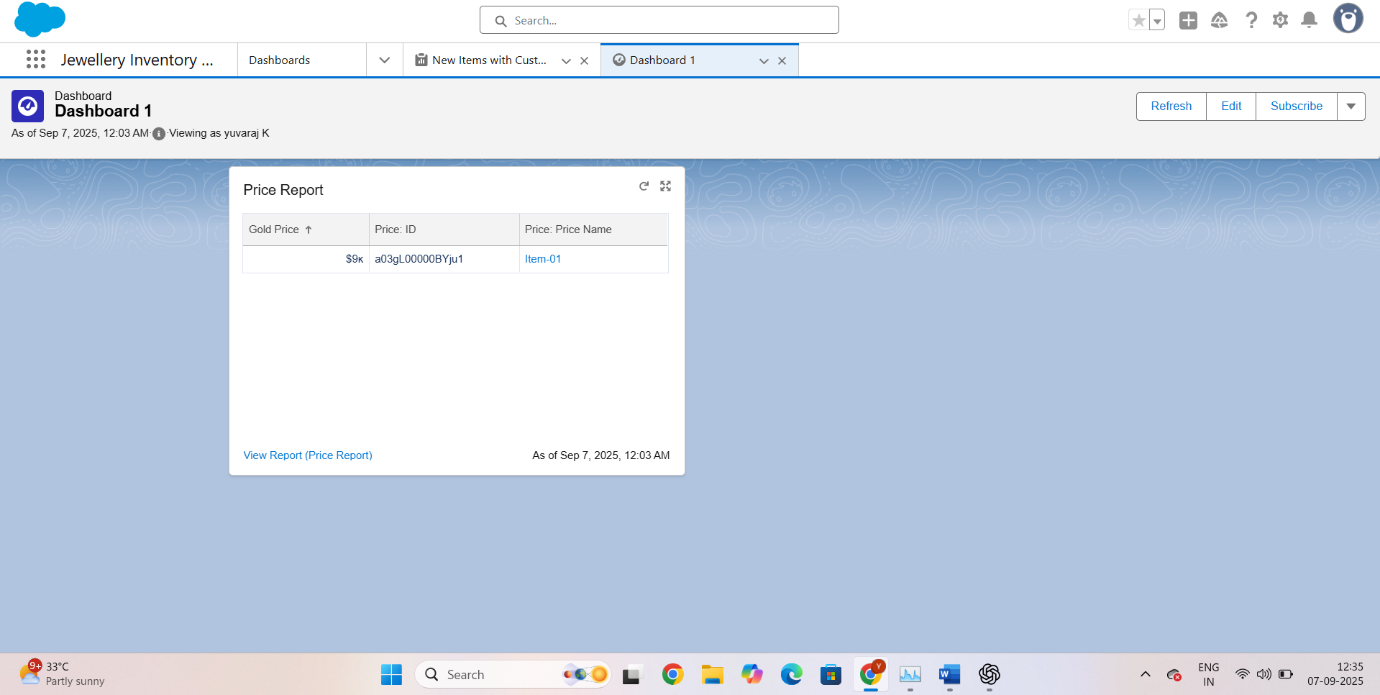 Search...
Jewellery Inventory ...
Dashboards
New Items with Cust...
Dashboard 1
Dashboard
Dashboard 1
As of Sep 7, 2025, 12:03 AM·Viewing as yuvaraj K
Refresh
Edit
Subscribe
Price Report
Gold Price ↑
Price: ID
Price: Price Name
$9K
a03gL00000BYju1
Item-01
View Report (Price Report)
As of Sep 7, 2025, 12:03 AM
9+
33°C
Partly sunny
Search
Y
ENG
IN
12:35
07-09-2025